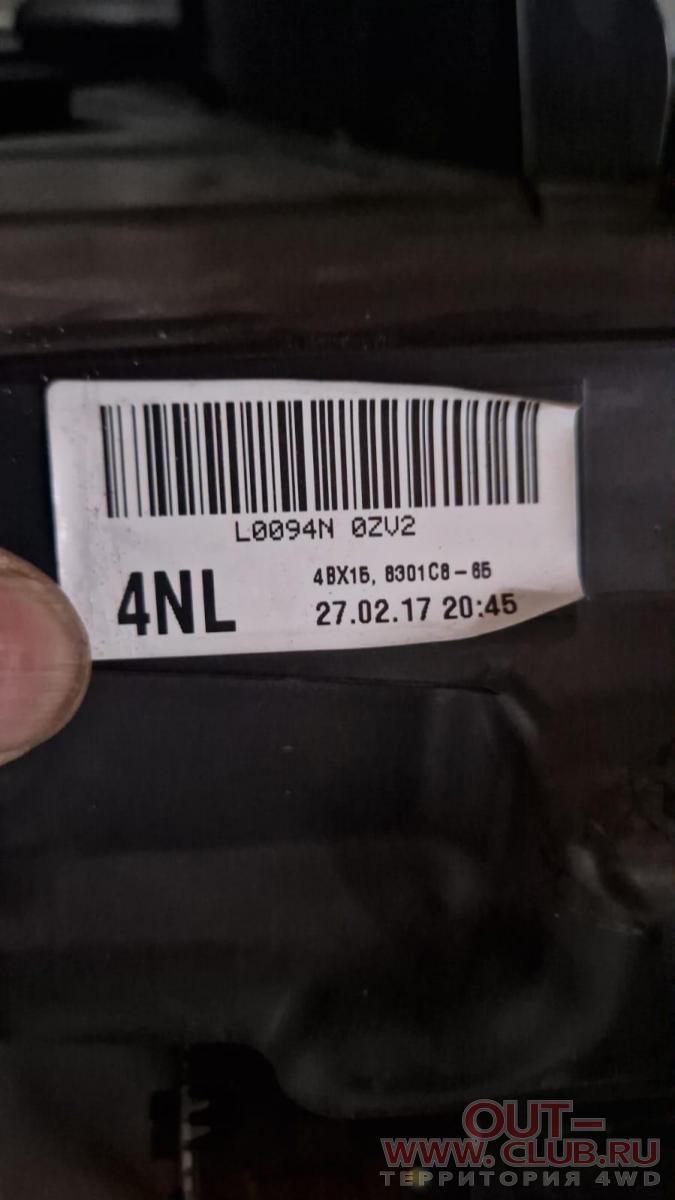 L0094N 0ZV2
4NL
4BX15, 8301C8-65
27.02.17 20:45
OUT-
WWW.CLUB.RU
ТЕРРИТОРИЯ 4WD